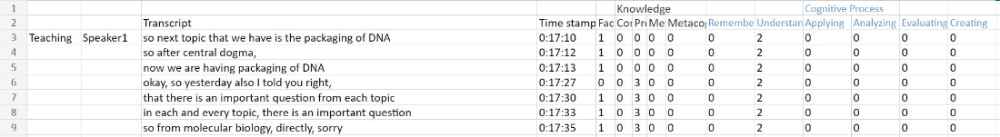 1 Knowledge Cognitive Process
2 Transcript Time stamp Fac Cor Pro Me Metaco Remembe Understan Applying Analyzing Evaluating Creating
3 Teaching Speaker1 so next topic that we have is the packaging of DNA 0:17:10 1 0 0 0 0 0 2 0 0 0 0
4 so after central dogma, 0:17:12 1 0 0 0 0 0 2 0 0 0 0
5 now we are having packaging of DNA 0:17:13 1 0 0 0 0 0 2 0 0 0 0
6 okay, so yesterday also I told you right, 0:17:27 0 0 3 0 0 0 2 0 0 0 0
7 that there is an important question from each topic 0:17:30 1 0 3 0 0 0 2 0 0 0 0
8 in each and every topic, there is an important question 0:17:33 1 0 3 0 0 0 2 0 0 0 0
9 so from molecular biology, directly, sorry 0:17:35 1 0 3 0 0 0 2 0 0 0 0